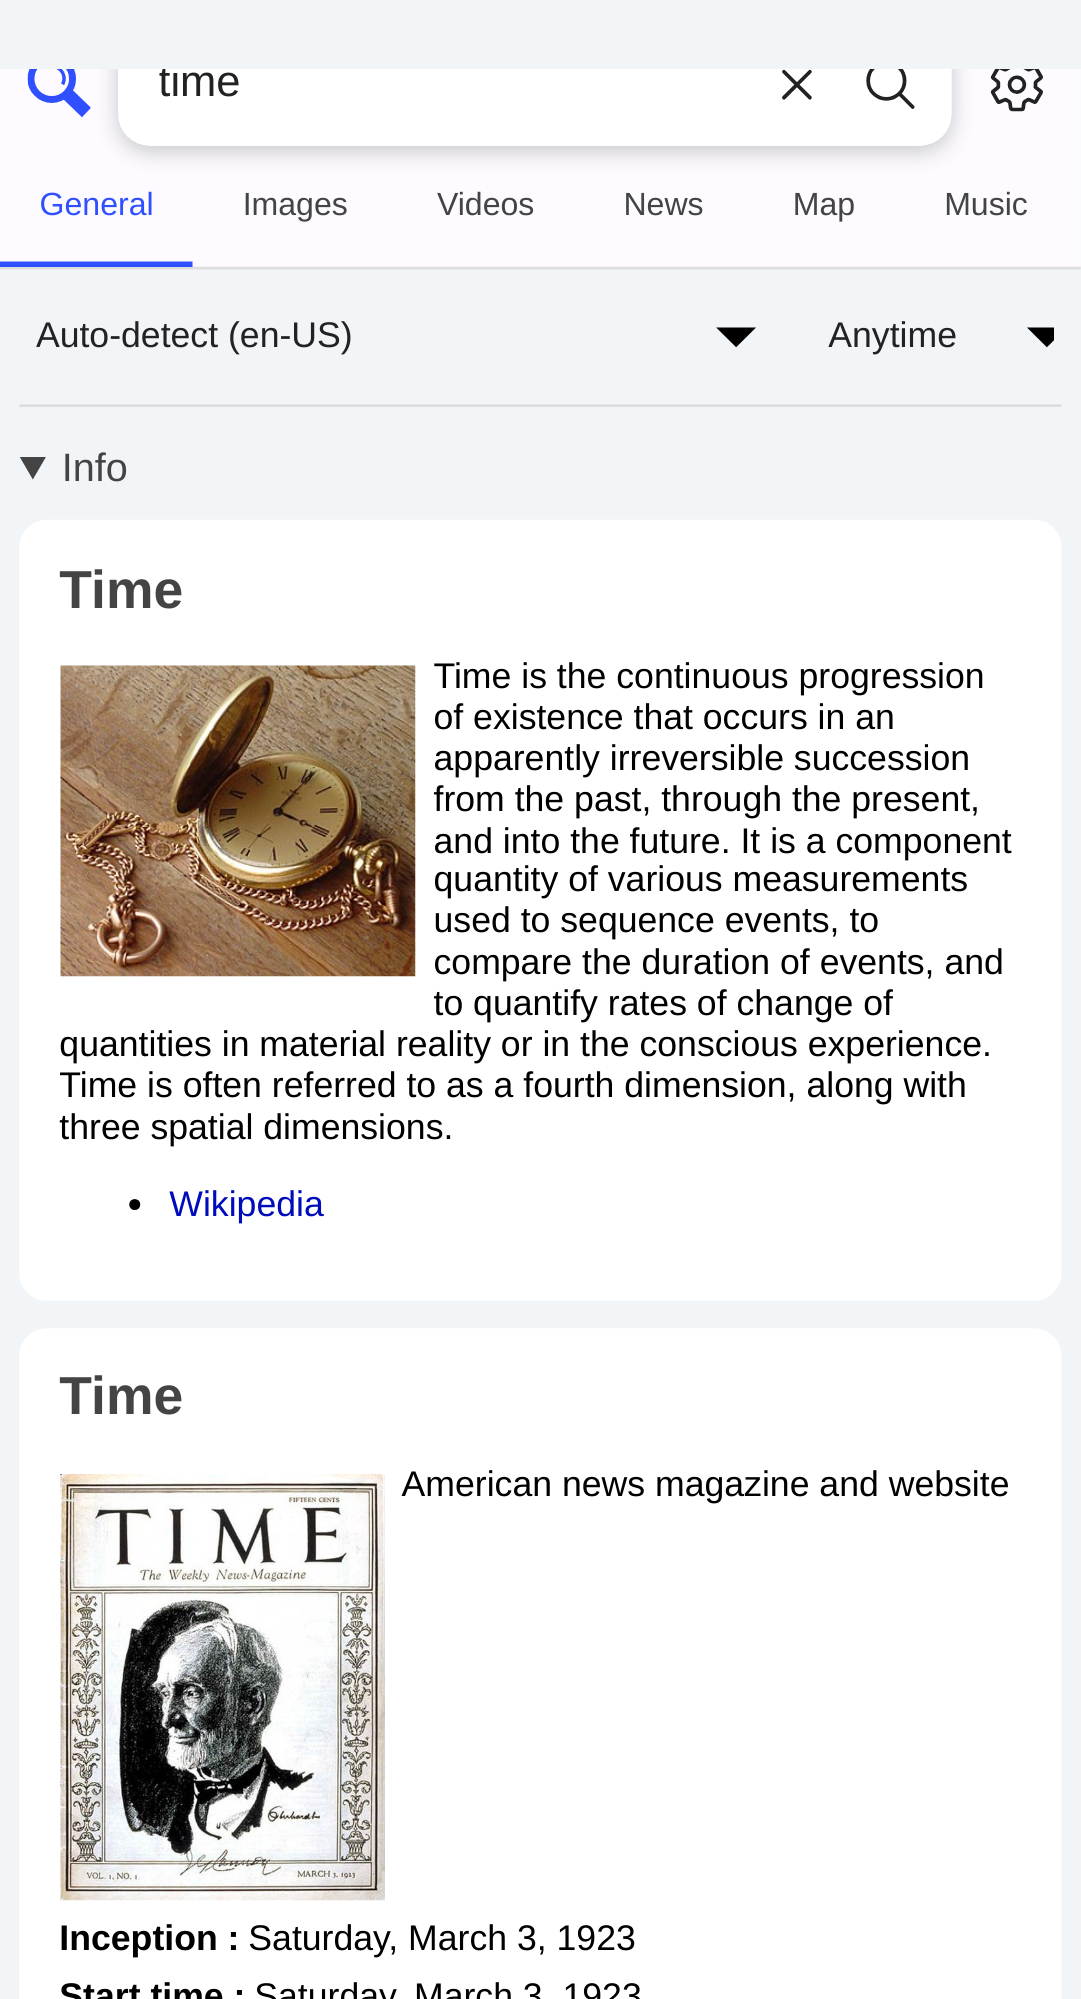 time
General Images Videos News Map Music
Auto-detect (en-US) Anytime
Info
Time
Time is the continuous progression
of existence that occurs in an
apparently irreversible succession
from the past, through the present,
and into the future. It is a component
quantity of various measurements
used to sequence events, to
compare the duration of events, and
to quantify rates of change of
quantities in material reality or in the conscious experience.
Time is often referred to as a fourth dimension, along with
three spatial dimensions.
• Wikipedia
Time
American news magazine and website
FIFTEEN CENTS
TIME
The Weekly News-Magazine
VOL. 1, NO. 1 MARCH 3, 1923
Inception : Saturday, March 3, 1923
Start time : Saturday, March 3, 1923